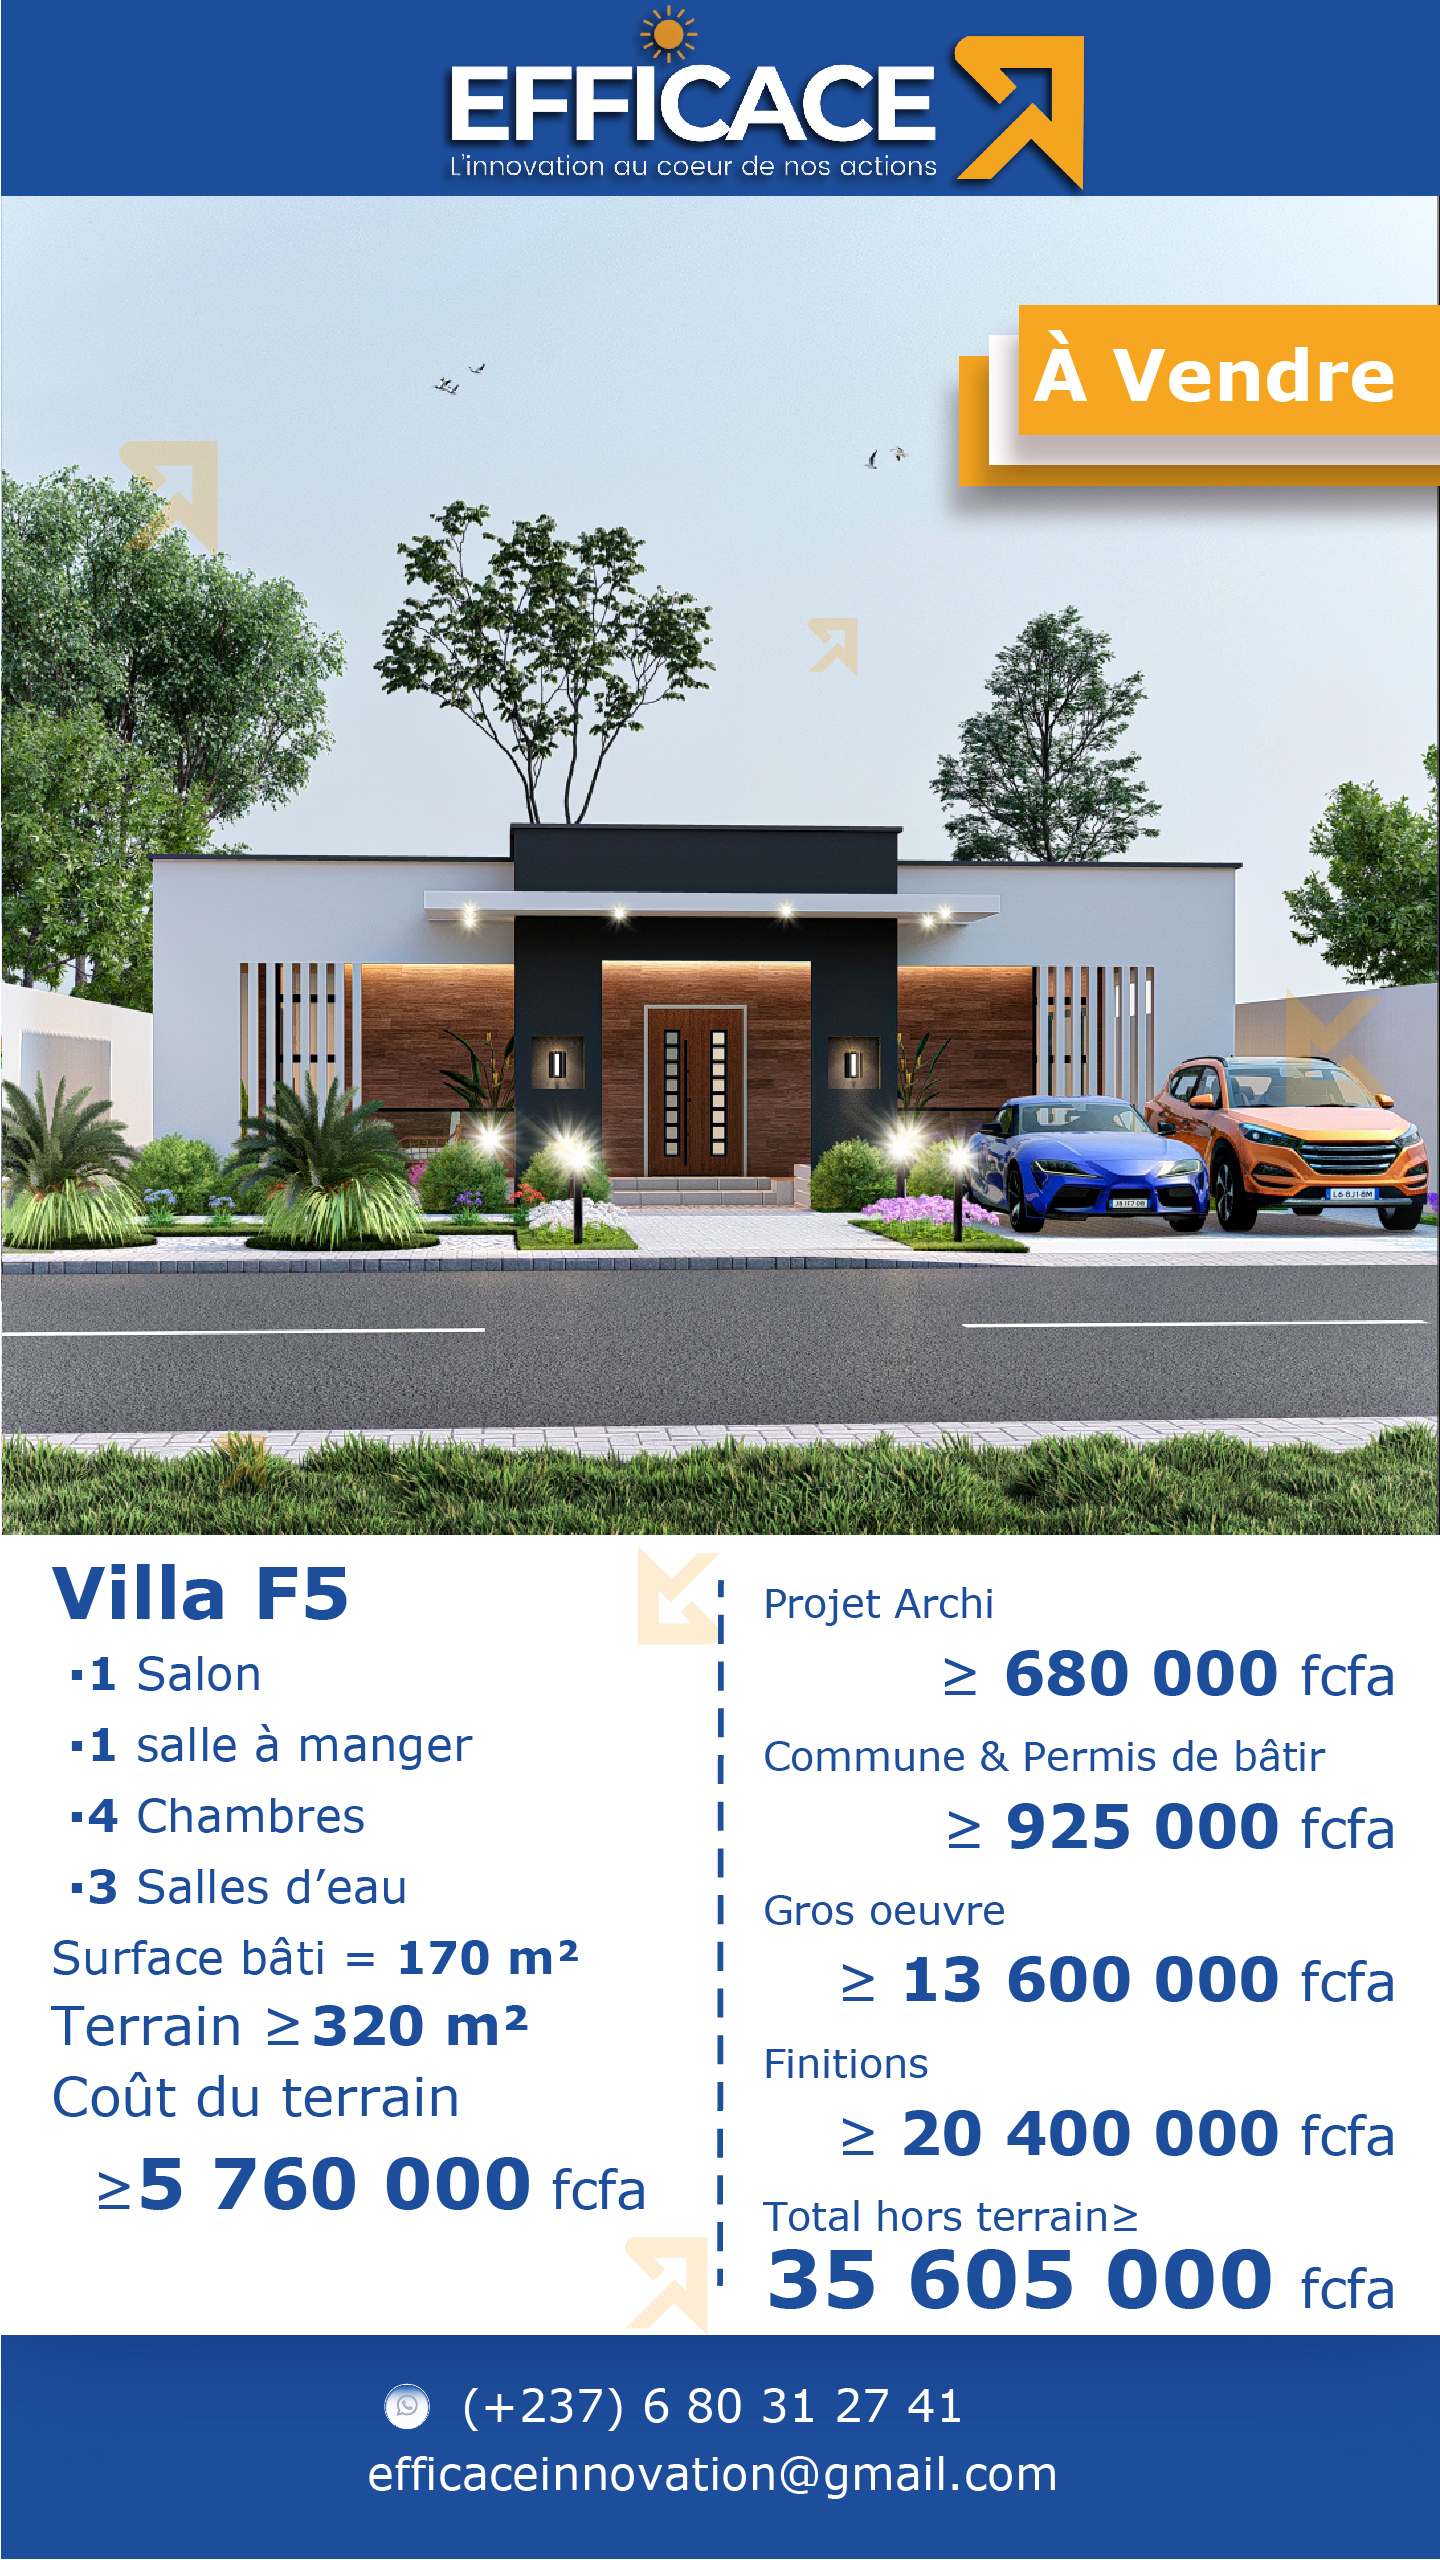 EFFICACE
L'innovation au coeur de nos actions
À Vendre
Villa F5
▪1 Salon
▪1 salle à manger
▪4 Chambres
▪3 Salles d’eau
Surface bâti = 170 m²
Terrain ≥ 320 m²
Coût du terrain
≥5 760 000 fcfa
Projet Archi
≥ 680 000 fcfa
Commune & Permis de bâtir
≥ 925 000 fcfa
Gros oeuvre
≥ 13 600 000 fcfa
Finitions
≥ 20 400 000 fcfa
Total hors terrain≥
35 605 000 fcfa
(+237) 6 80 31 27 41
efficaceinnovation@gmail.com